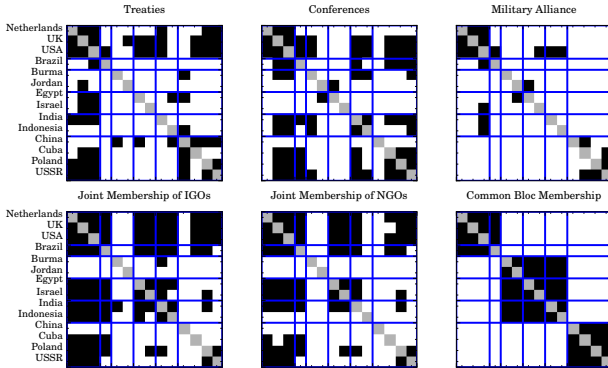 Treaties Conferences Military Alliance
Netherlands
UK
USA
Brazil
Burma
Jordan
Egypt
Israel
India
Indonesia
China
Cuba
Poland
USSR
Joint Membership of IGOs Joint Membership of NGOs Common Bloc Membership
Netherlands
UK
USA
Brazil
Burma
Jordan
Egypt
Israel
India
Indonesia
China
Cuba
Poland
USSR